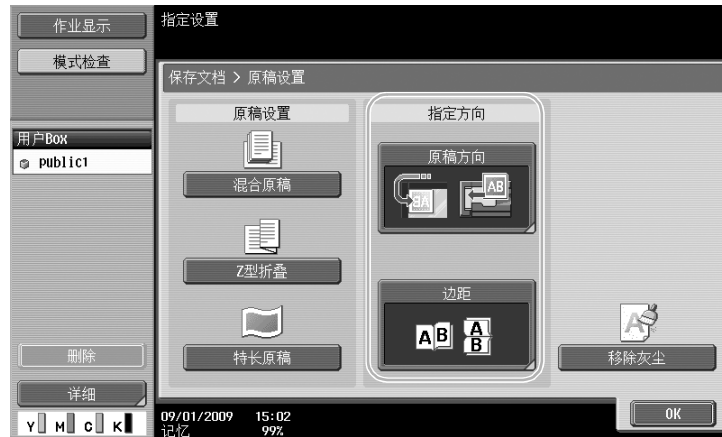 作业显示
模式检查
用户Box
public1
删除
详细
Y M C K
指定设置
保存文档 > 原稿设置
原稿设置
混合原稿
Z型折叠
特长原稿
指定方向
原稿方向
AB
AB
边距
AB
A
B
移除灰尘
OK
09/01/2009 15:02
记忆 99%